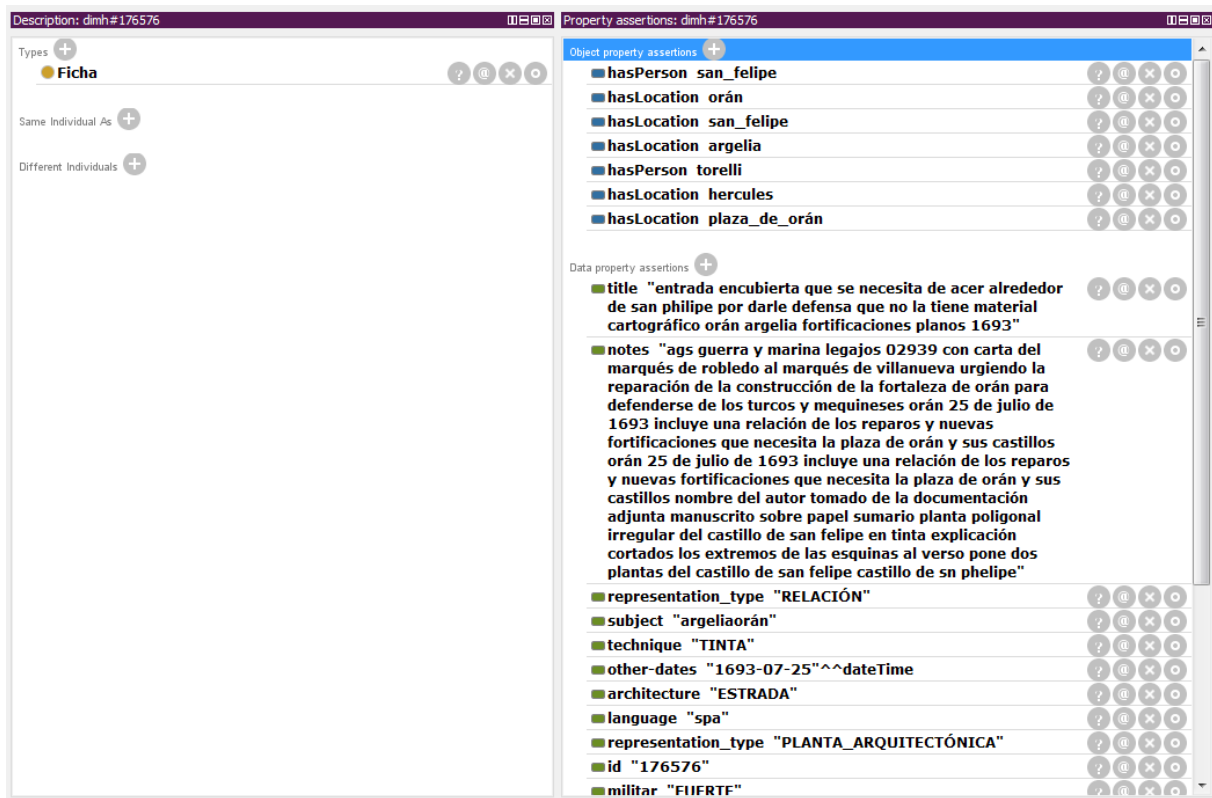 Description: dimh#176576
Types
Ficha
Same Individual As
Different Individuals
Property assertions: dimh#176576
Object property assertions
hasPerson san_felipe
hasLocation orán
hasLocation san_felipe
hasLocation argelia
hasPerson torelli
hasLocation hercules
hasLocation plaza_de_orán
Data property assertions
title "entrada encubierta que se necesita de acer alrededor
de san philipe por darle defensa que no la tiene material
cartográfico orán argelia fortificaciones planos 1693"
notes "ags guerra y marina legajos 02939 con carta del
marqués de robledo al marqués de villanueva urgiendo la
reparación de la construcción de la fortaleza de orán para
defenderse de los turcos y mequineses orán 25 de julio de
1693 incluye una relación de los reparos y nuevas
fortificaciones que necesita la plaza de orán y sus castillos
orán 25 de julio de 1693 incluye una relación de los reparos
y nuevas fortificaciones que necesita la plaza de orán y sus
castillos nombre del autor tomado de la documentación
adjunta manuscrito sobre papel sumario planta poligonal
irregular del castillo de san felipe en tinta explicación
cortados los extremos de las esquinas al verso pone dos
plantas del castillo de san felipe castillo de sn phelipe"
representation_type "RELACIÓN"
subject "argeliaorán"
technique "TINTA"
other-dates "1693-07-25"^^dateTime
architecture "ESTRADA"
language "spa"
representation_type "PLANTA_ARQUITECTÓNICA"
id "176576"
militar "FUERTE"